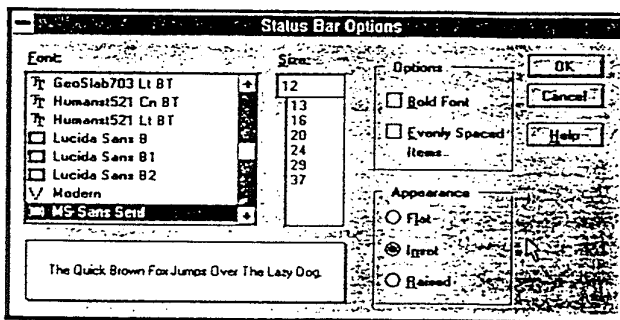 Status Bar Options
Font:
GeoSlab703 Lt BT
Humanst521 Cn BT
Humanst521 Lt BT
Lucida Sans B
Lucida Sans B1
Lucida Sans B2
Modern
MS Sans Serif
The Quick Brown Fox Jumps Over The Lazy Dog.
Size:
12
13
16
20
24
29
37
Options
Bold Font
Evenly Spaced
Items
Appearance
Flat
Inset
Raised
OK
Cancel
Help